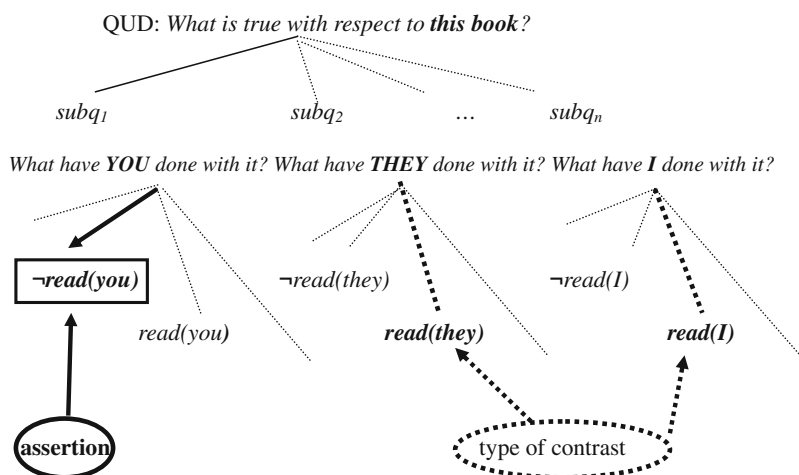 QUD: What is true with respect to this book?
subq1 subq2 … subqn
What have YOU done with it? What have THEY done with it? What have I done with it?
¬read(you) ¬read(they) ¬read(I)
read(you) read(they) read(I)
assertion type of contrast